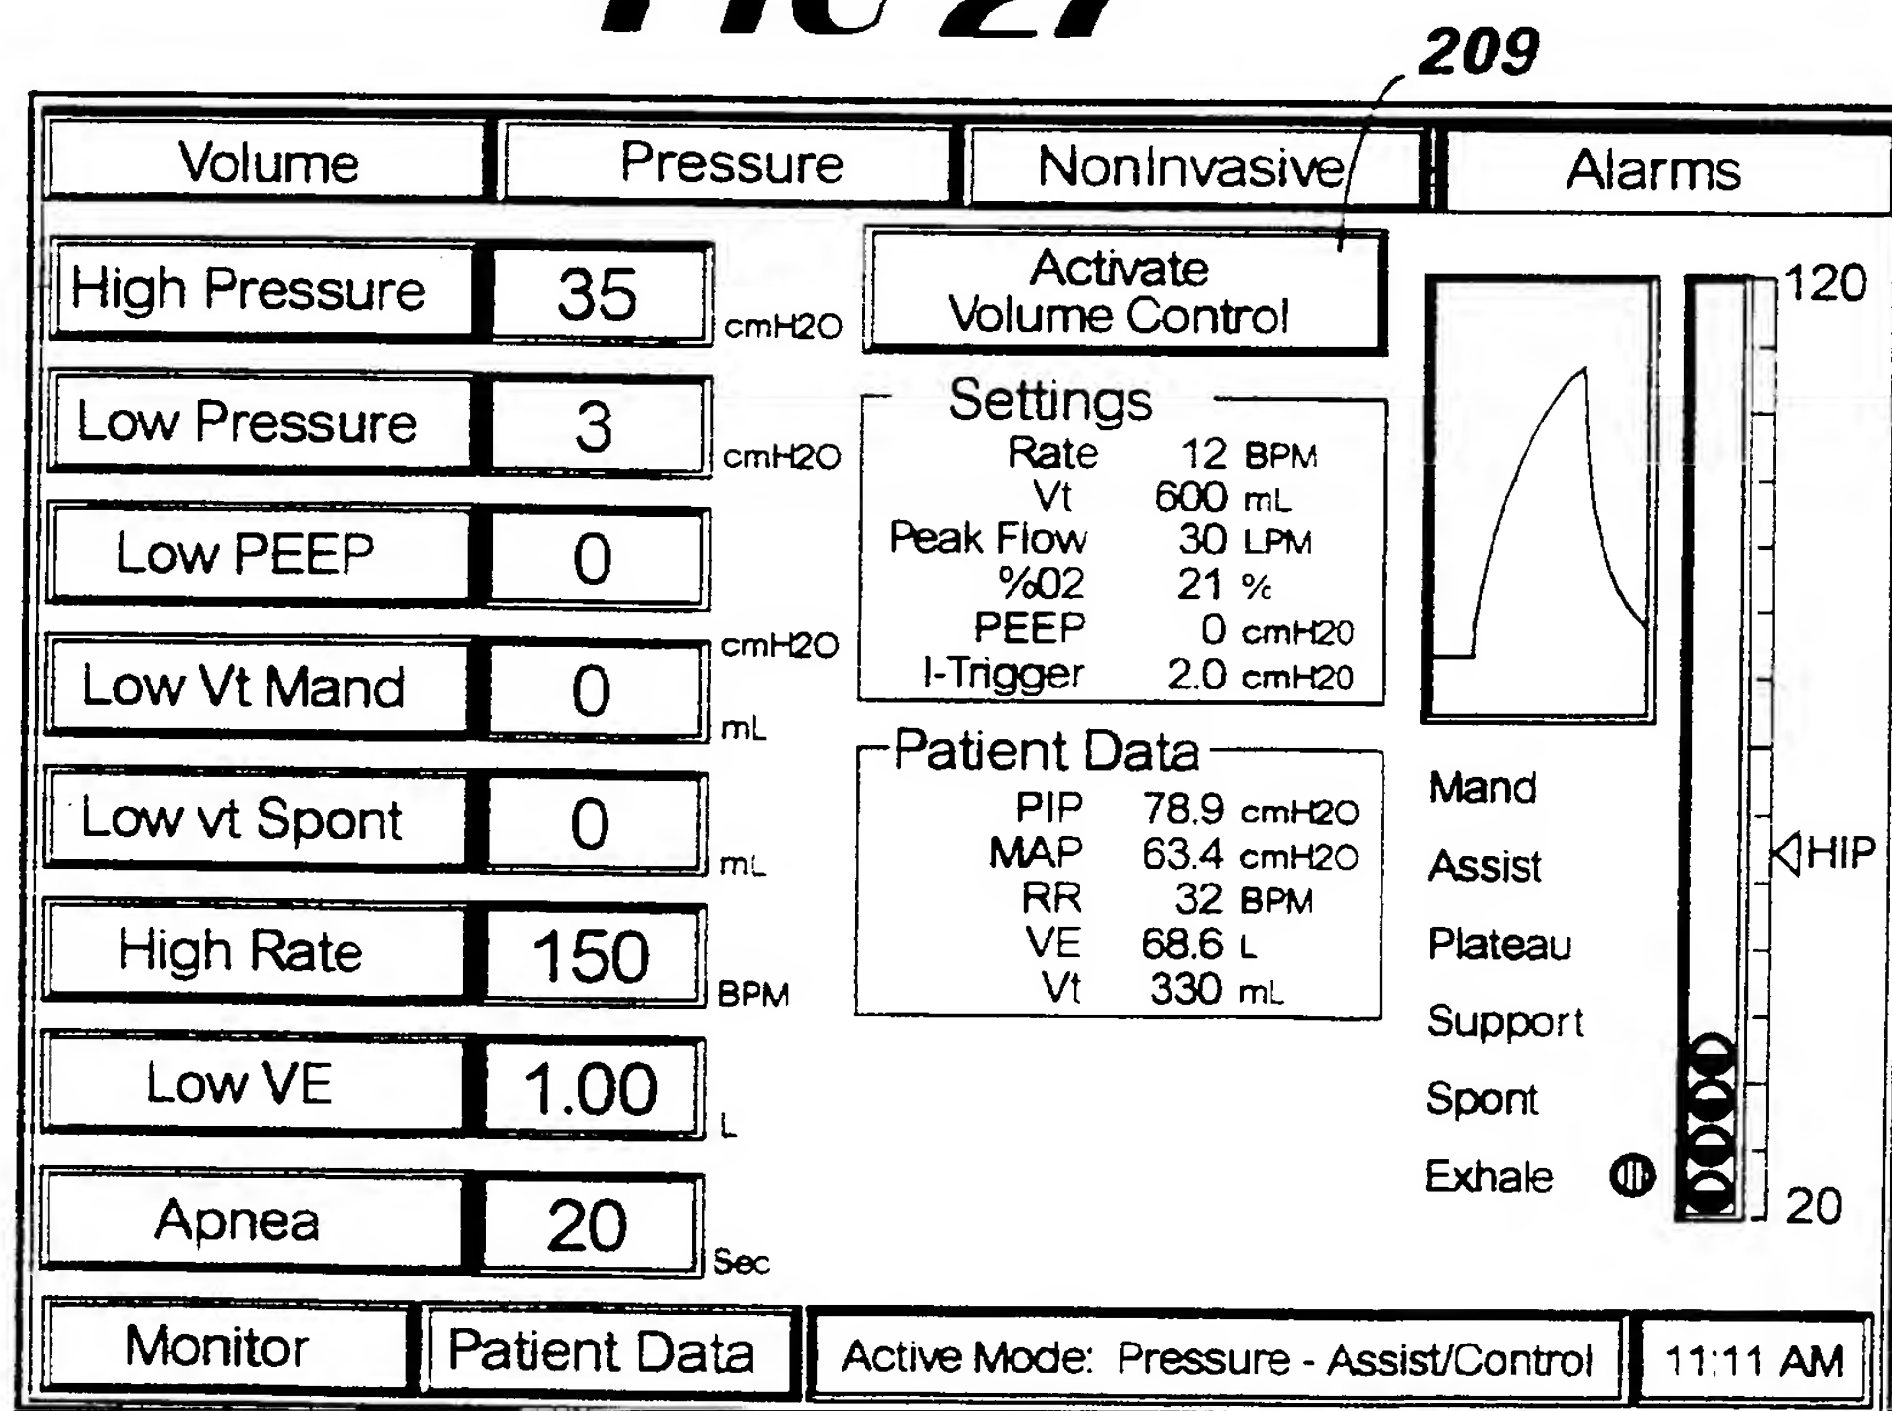 209
Volume Pressure NonInvasive Alarms
High Pressure 35 cmH2O
Low Pressure 3 cmH2O
Low PEEP 0 cmH2O
Low Vt Mand 0 mL
Low vt Spont 0 mL
High Rate 150 BPM
Low VE 1.00 L
Apnea 20 Sec
Activate
Volume Control
Settings
Rate 12 BPM
Vt 600 mL
Peak Flow 30 LPM
%02 21 %
PEEP 0 cmH20
I-Trigger 2.0 cmH20
Patient Data
PIP 78.9 cmH2O
MAP 63.4 cmH2O
RR 32 BPM
VE 68.6 L
Vt 330 mL
Mand
Assist
Plateau
Support
Spont
Exhale
120
HIP
20
Monitor Patient Data Active Mode: Pressure - Assist/Control 11:11 AM